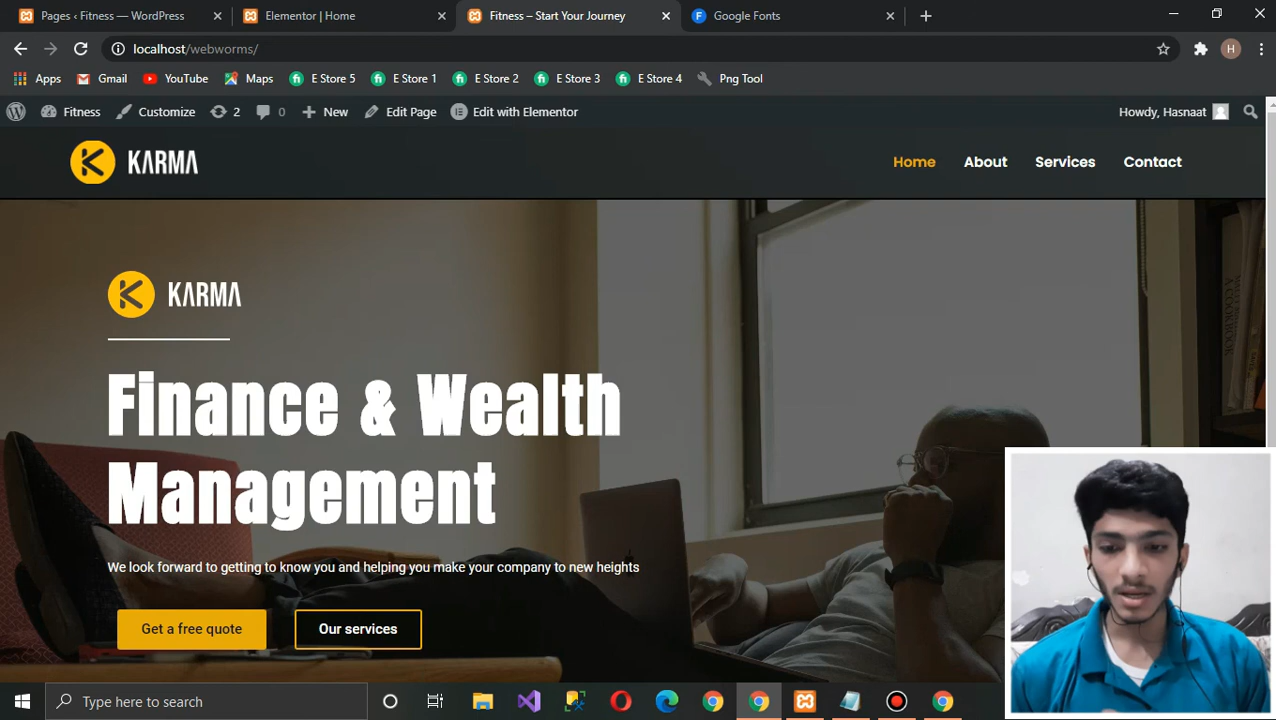 Pages ‹ Fitness — WordPress
Elementor | Home
Fitness – Start Your Journey
Google Fonts
localhost/webworms/
H
Apps
Gmail
YouTube
Maps
E Store 5
E Store 1
E Store 2
E Store 3
E Store 4
Png Tool
Fitness
Customize
2
0
New
Edit Page
Edit with Elementor
Howdy, Hasnaat
KARMA
Home
About
Services
Contact
KARMA
Finance & Wealth
Management
We look forward to getting to know you and helping you make your company to new heights
Get a free quote
Our services
Type here to search